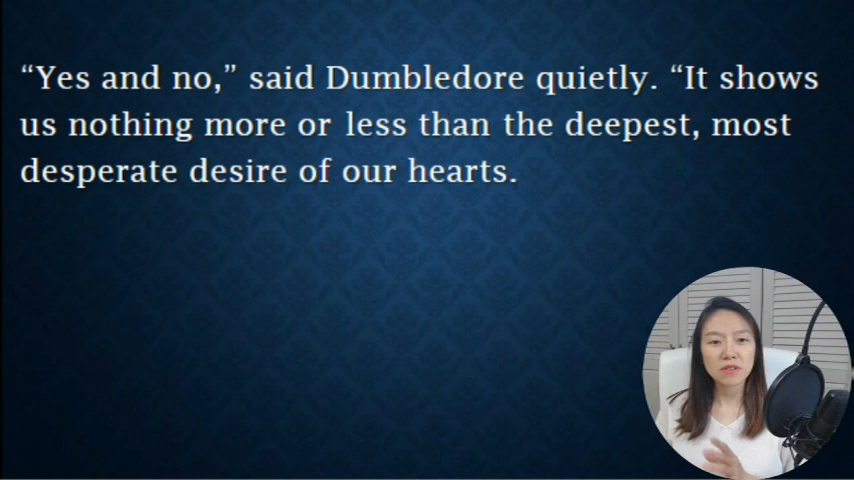 “Yes and no,” said Dumbledore quietly. “It shows
us nothing more or less than the deepest, most
desperate desire of our hearts.